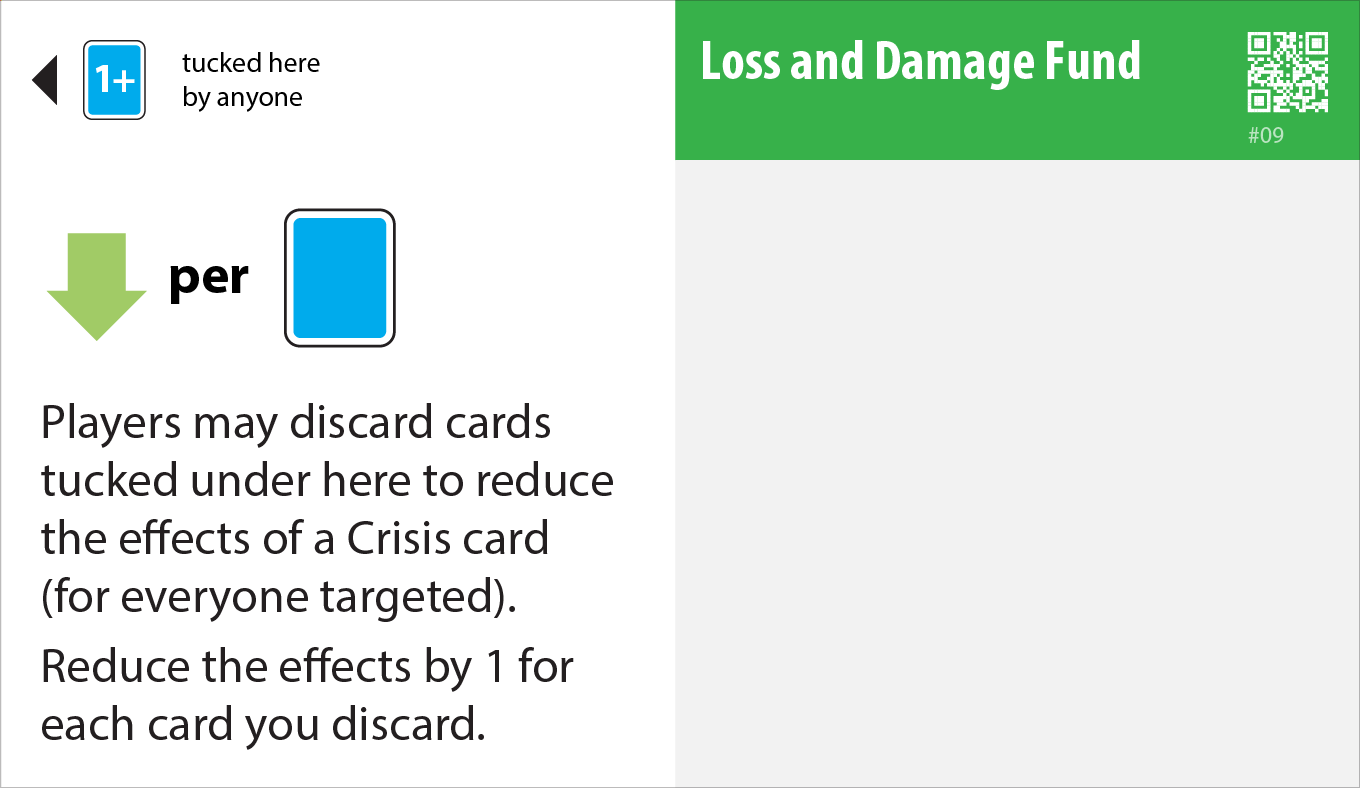 1+
tucked here
by anyone
per
Players may discard cards
tucked under here to reduce
the effects of a Crisis card
(for everyone targeted).
Reduce the effects by 1 for
each card you discard.
Loss and Damage Fund
#09